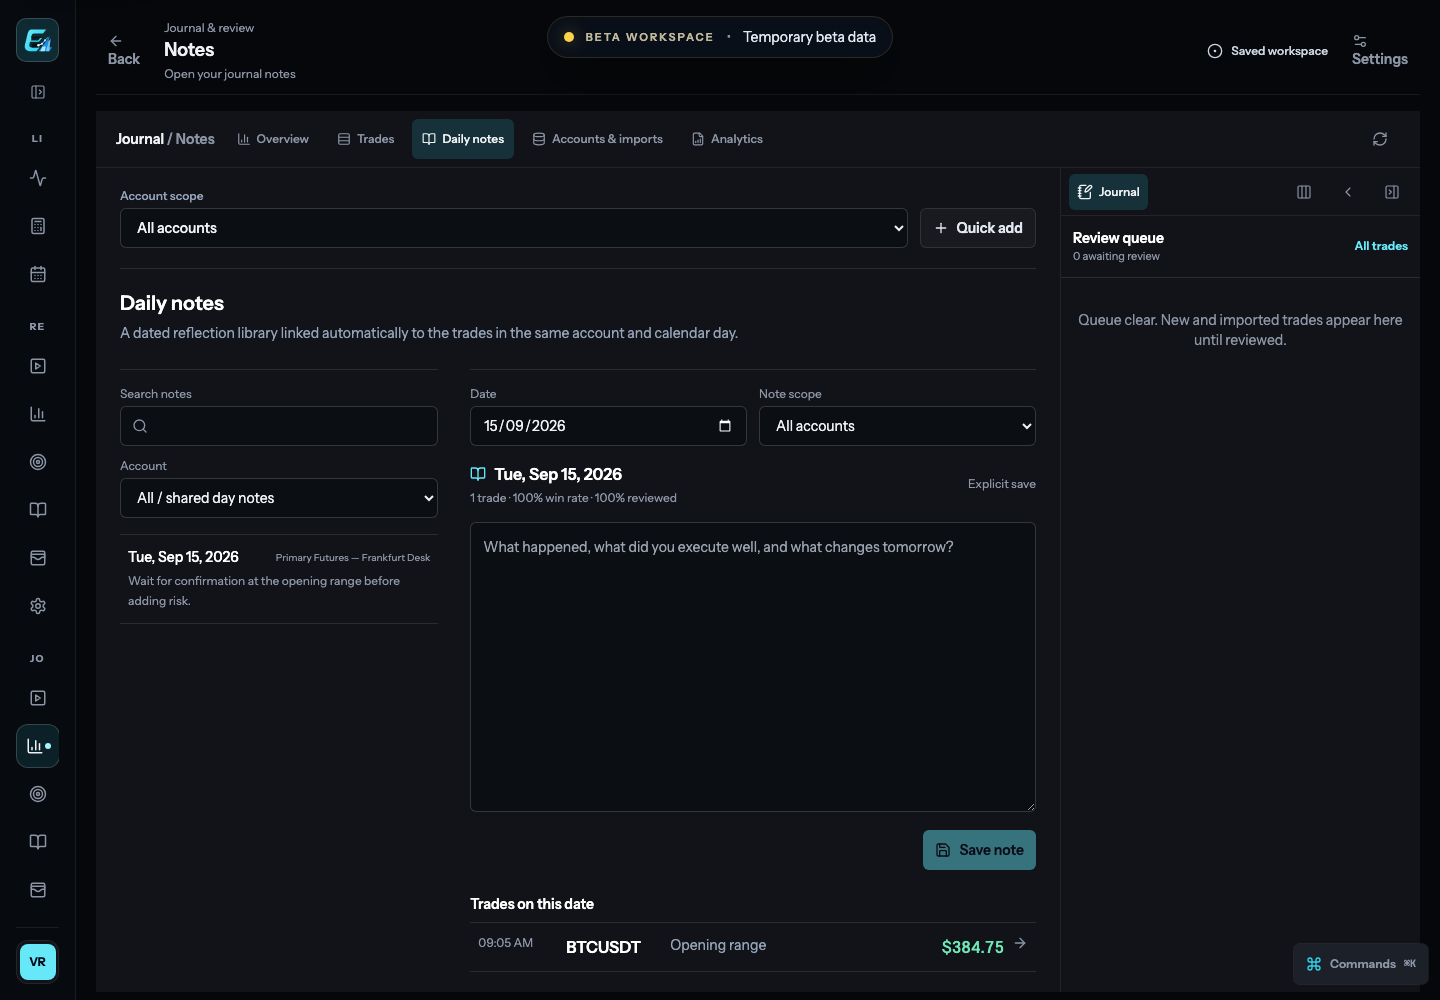 Back
Journal & review
Notes
Open your journal notes
BETA WORKSPACE • Temporary beta data
Saved workspace
Settings
LI
RE
JO
VR
Journal / Notes
Overview
Trades
Daily notes
Accounts & imports
Analytics
Account scope
All accounts
Quick add
Daily notes
A dated reflection library linked automatically to the trades in the same account and calendar day.
Search notes
Account
All / shared day notes
Tue, Sep 15, 2026
Primary Futures — Frankfurt Desk
Wait for confirmation at the opening range before
adding risk.
Date
15/09/2026
Note scope
All accounts
Tue, Sep 15, 2026
1 trade · 100% win rate · 100% reviewed
Explicit save
What happened, what did you execute well, and what changes tomorrow?
Save note
Trades on this date
09:05 AM BTCUSDT Opening range $384.75
Journal
Review queue
0 awaiting review
All trades
Queue clear. New and imported trades appear here
until reviewed.
Commands ⌘K